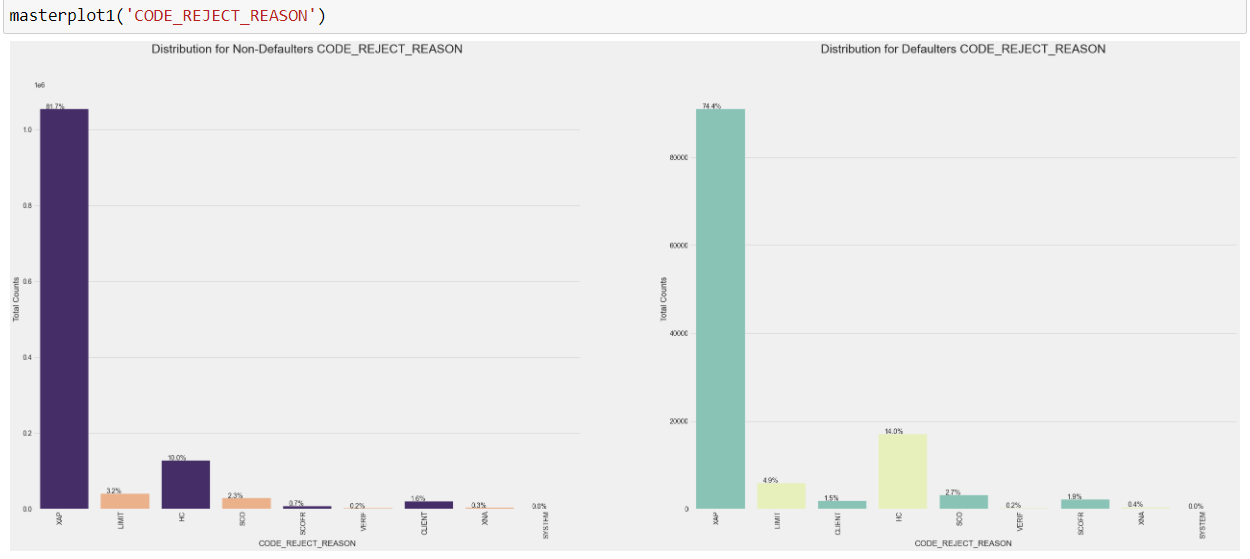 masterplot1('CODE_REJECT_REASON')
Distribution for Non-Defaulters CODE_REJECT_REASON
1e6
1.0
0.8
0.6
0.4
0.2
0.0
Total Counts
81.7%
3.2%
10.0%
2.3%
0.7%
0.2%
1.6%
0.3%
0.0%
XAP
LIMIT
HC
SCO
SCOFR
VERIF
CLIENT
XNA
SYSTEM
CODE_REJECT_REASON
Distribution for Defaulters CODE_REJECT_REASON
80000
60000
40000
20000
0
Total Counts
74.4%
4.9%
1.5%
14.0%
2.7%
0.2%
1.9%
0.4%
0.0%
XAP
LIMIT
CLIENT
HC
SCO
VERIF
SCOFR
XNA
SYSTEM
CODE_REJECT_REASON